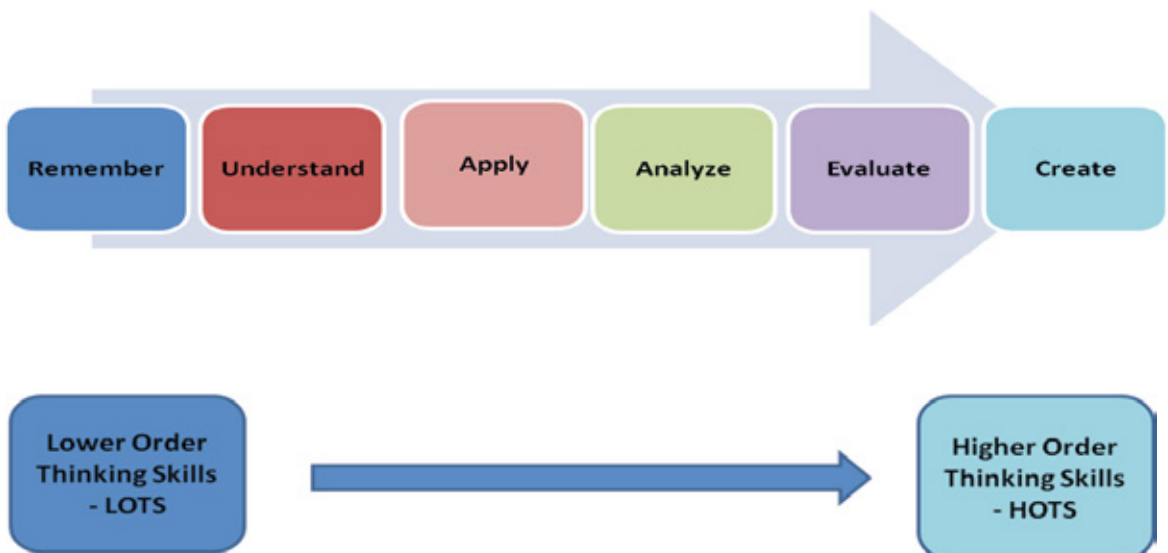 Remember
Understand
Apply
Analyze
Evaluate
Create
Lower Order
Thinking Skills
- LOTS
Higher Order
Thinking Skills
- HOTS